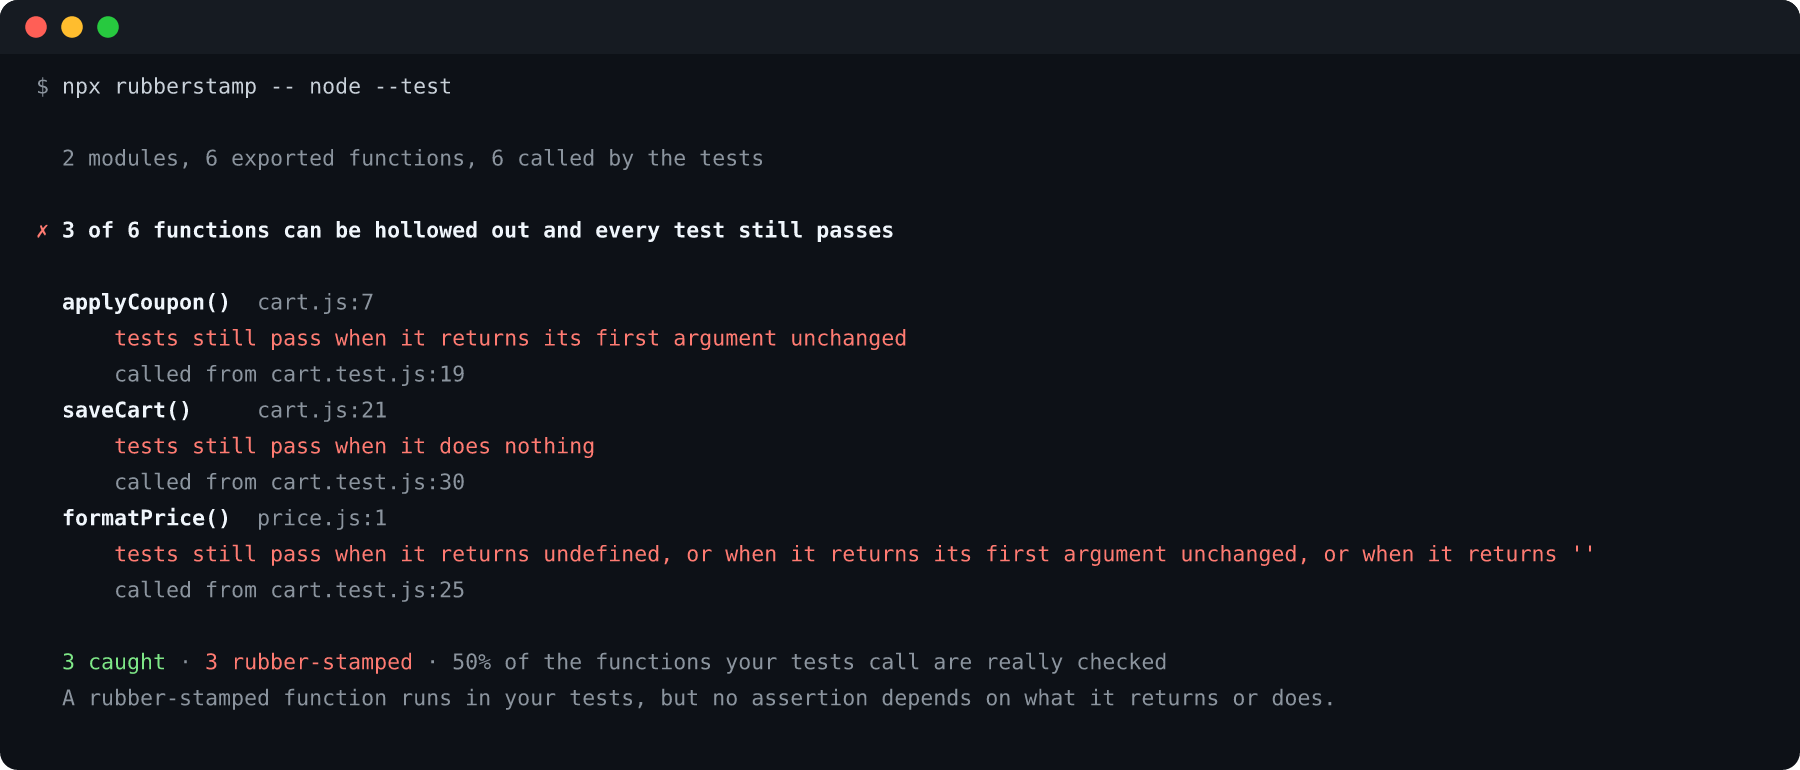 $ npx rubberstamp -- node --test
2 modules, 6 exported functions, 6 called by the tests
✗ 3 of 6 functions can be hollowed out and every test still passes
applyCoupon()  cart.js:7
tests still pass when it returns its first argument unchanged
called from cart.test.js:19
saveCart()     cart.js:21
tests still pass when it does nothing
called from cart.test.js:30
formatPrice()  price.js:1
tests still pass when it returns undefined, or when it returns its first argument unchanged, or when it returns ''
called from cart.test.js:25
3 caught · 3 rubber-stamped · 50% of the functions your tests call are really checked
A rubber-stamped function runs in your tests, but no assertion depends on what it returns or does.